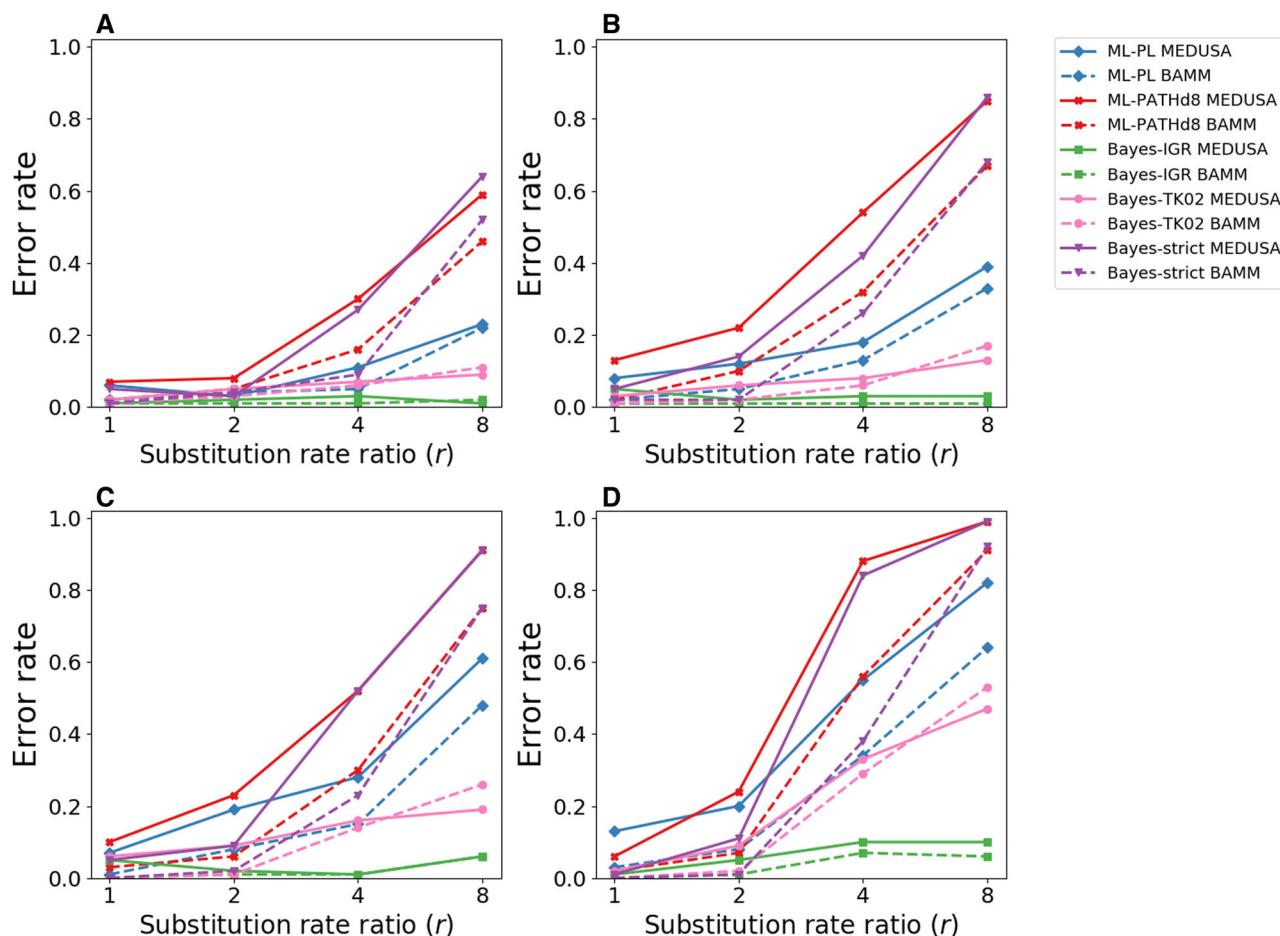 A
1.0
0.8
0.6
0.4
0.2
0.0
Error rate
1 2 4 8
Substitution rate ratio (r)
B
1.0
0.8
0.6
0.4
0.2
0.0
Error rate
1 2 4 8
Substitution rate ratio (r)
ML-PL MEDUSA
ML-PL BAMM
ML-PATHd8 MEDUSA
ML-PATHd8 BAMM
Bayes-IGR MEDUSA
Bayes-IGR BAMM
Bayes-TK02 MEDUSA
Bayes-TK02 BAMM
Bayes-strict MEDUSA
Bayes-strict BAMM
C
1.0
0.8
0.6
0.4
0.2
0.0
Error rate
1 2 4 8
Substitution rate ratio (r)
D
1.0
0.8
0.6
0.4
0.2
0.0
Error rate
1 2 4 8
Substitution rate ratio (r)